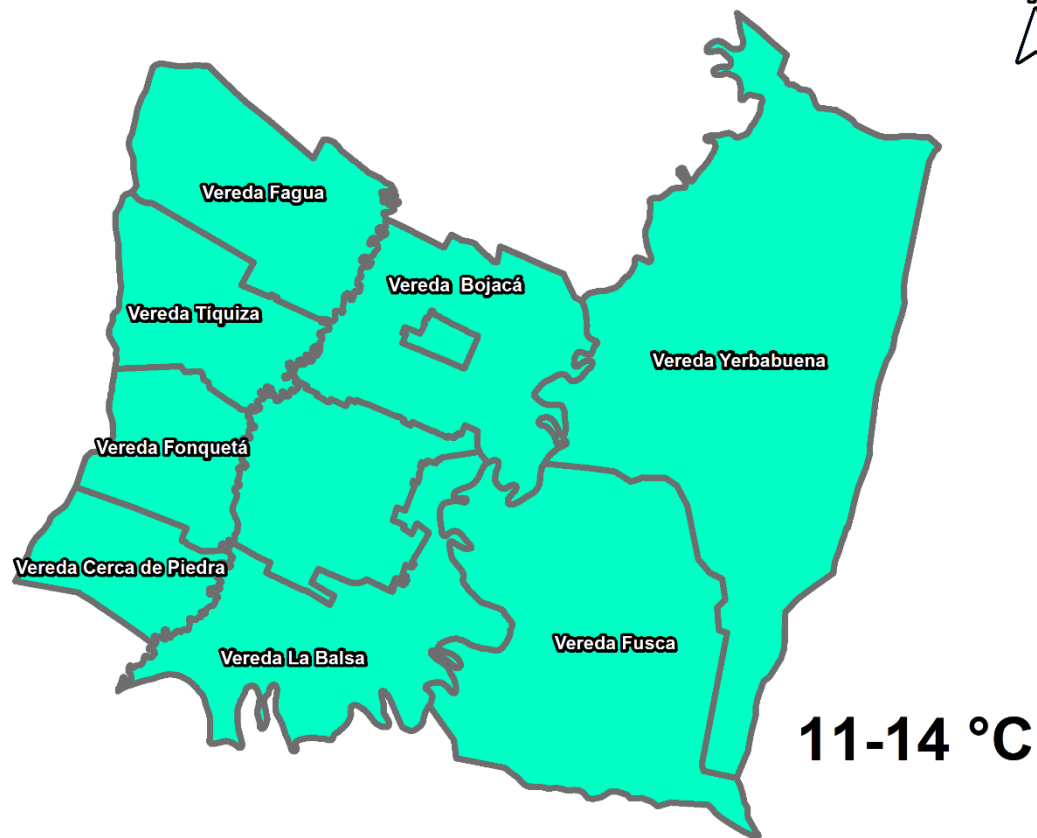 Vereda Fagua
Vereda Bojacá
Vereda Tíquiza
Vereda Yerbabuena
Vereda Fonquetá
Vereda Cerca de Piedra
Vereda Fusca
Vereda La Balsa
11-14 °C